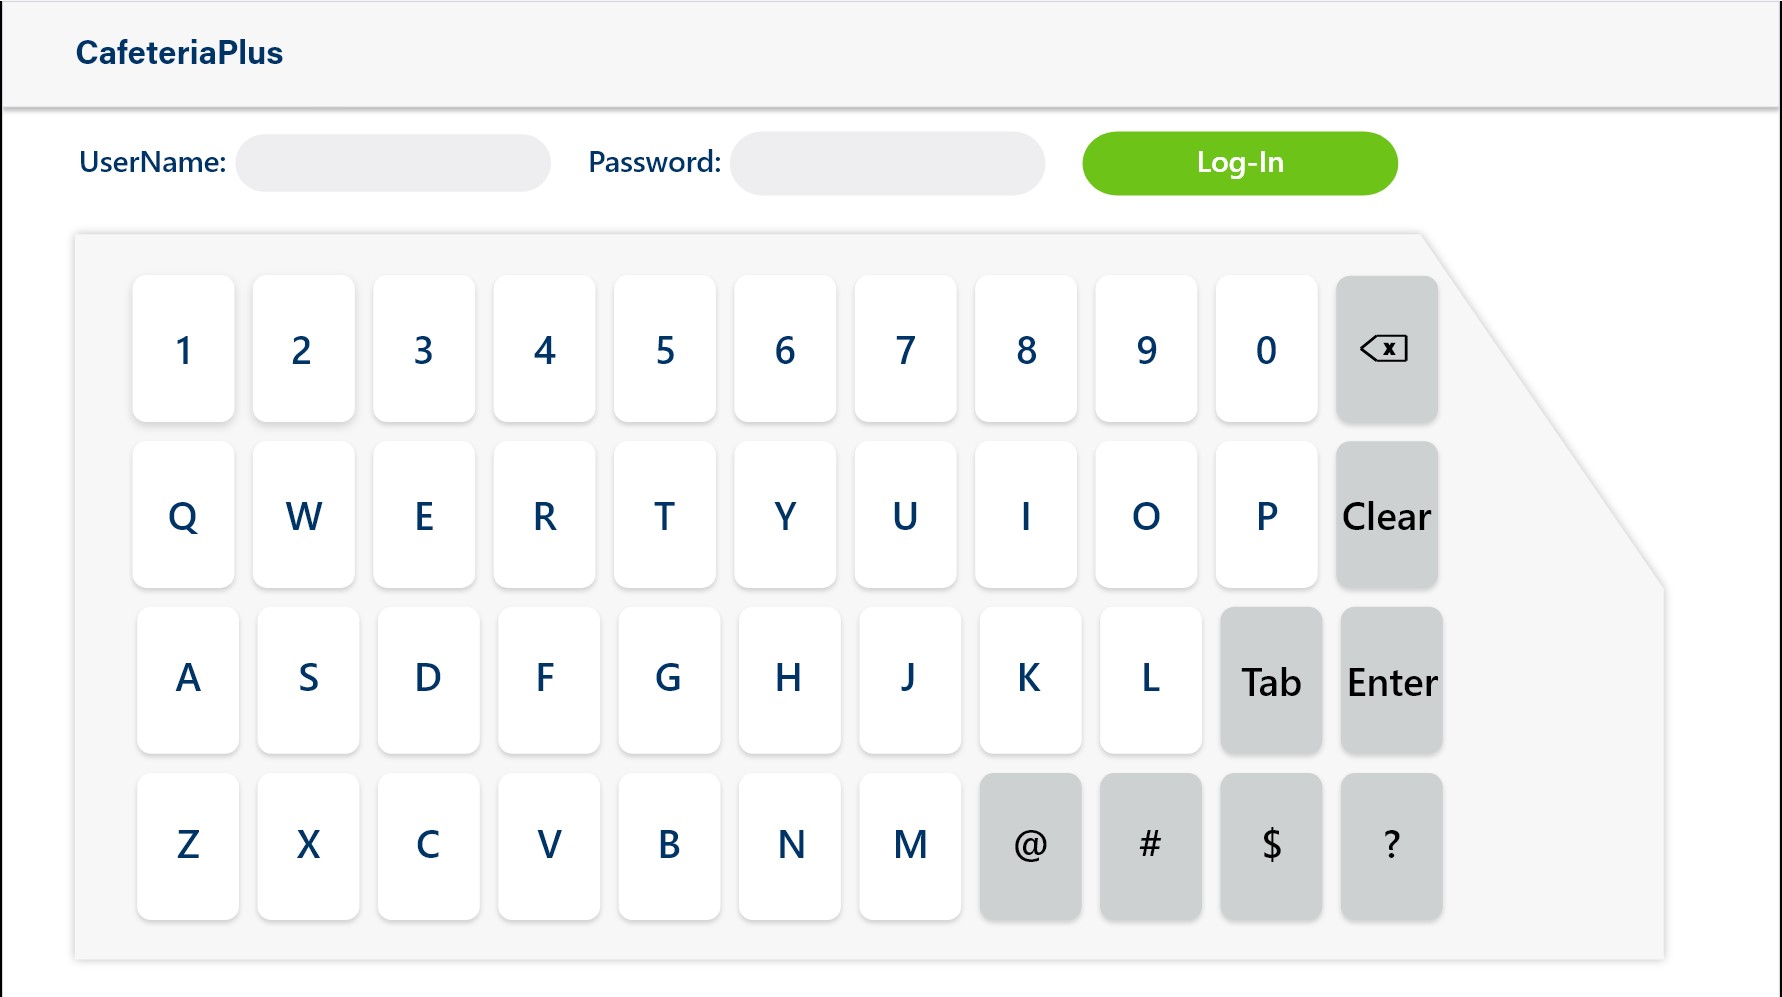 CafeteriaPlus
UserName: Password: Log-In
1 2 3 4 5 6 7 8 9 0 x
Q W E R T Y U I O P Clear
A S D F G H J K L Tab Enter
Z X C V B N M @ # $ ?